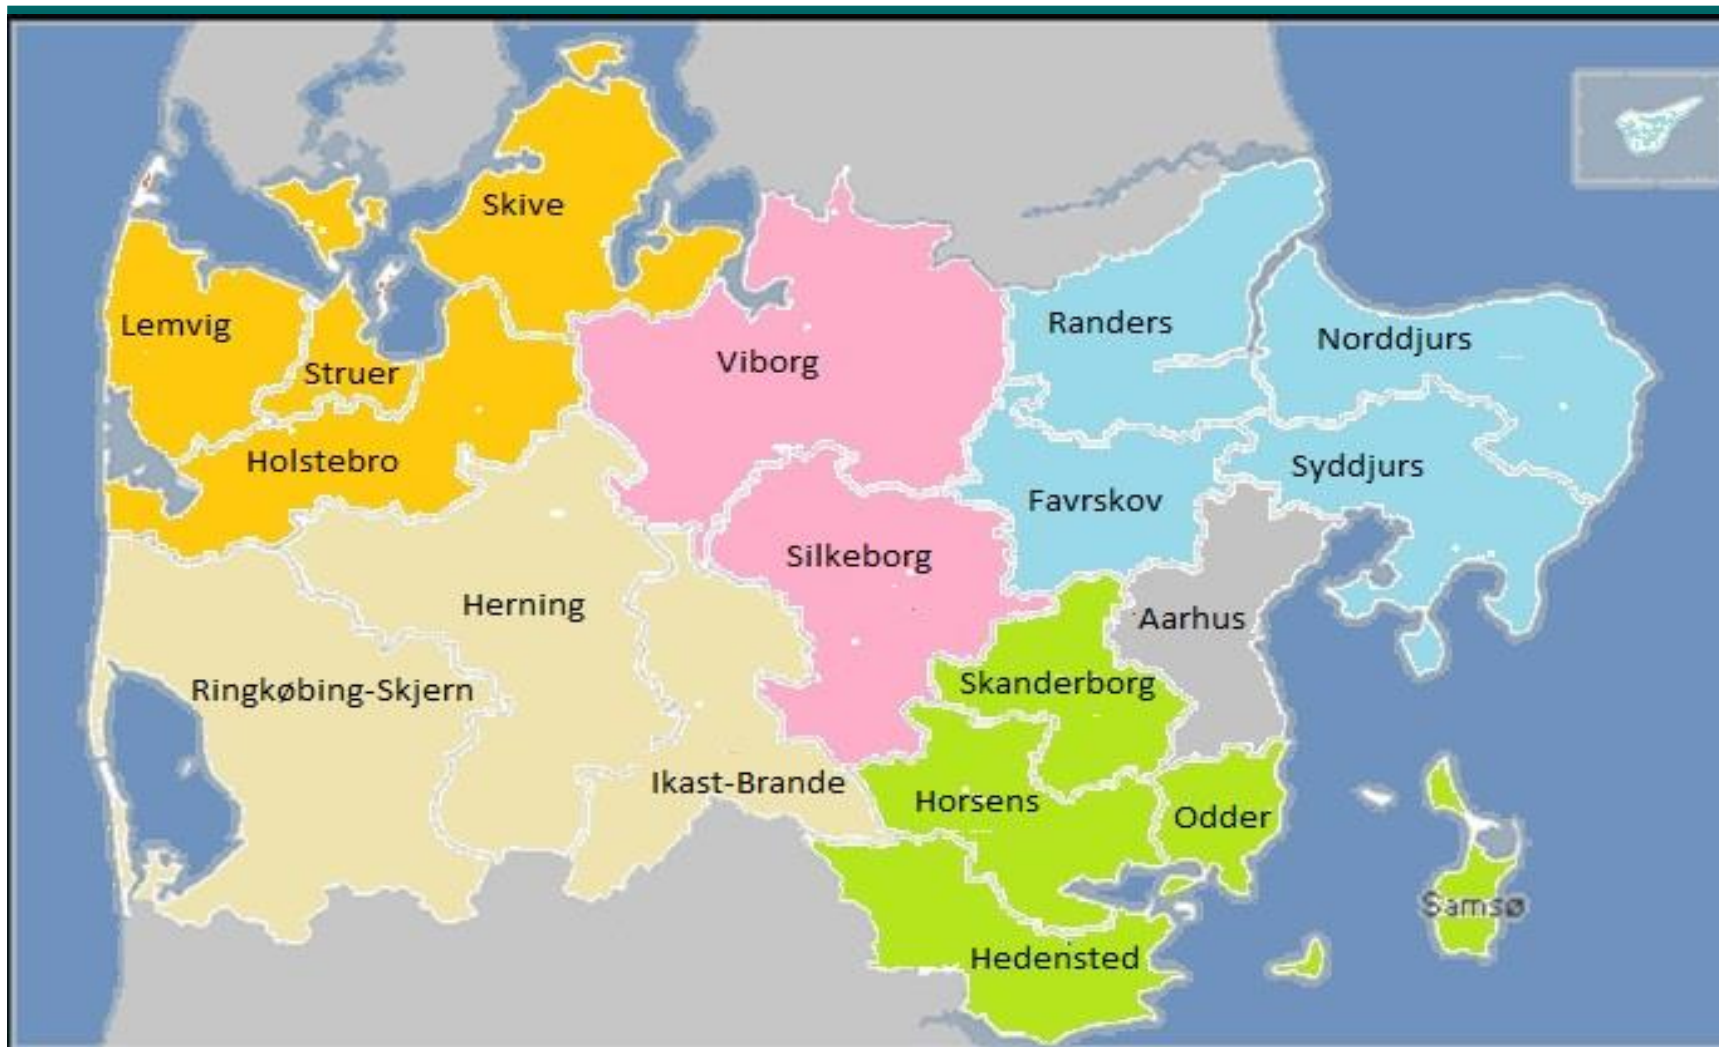 Skive
Lemvig
Struer
Holstebro
Viborg
Randers
Norddjurs
Syddjurs
Favrskov
Silkeborg
Herning
Aarhus
Ringkøbing-Skjern
Skanderborg
Ikast-Brande
Horsens
Odder
Samsø
Hedensted